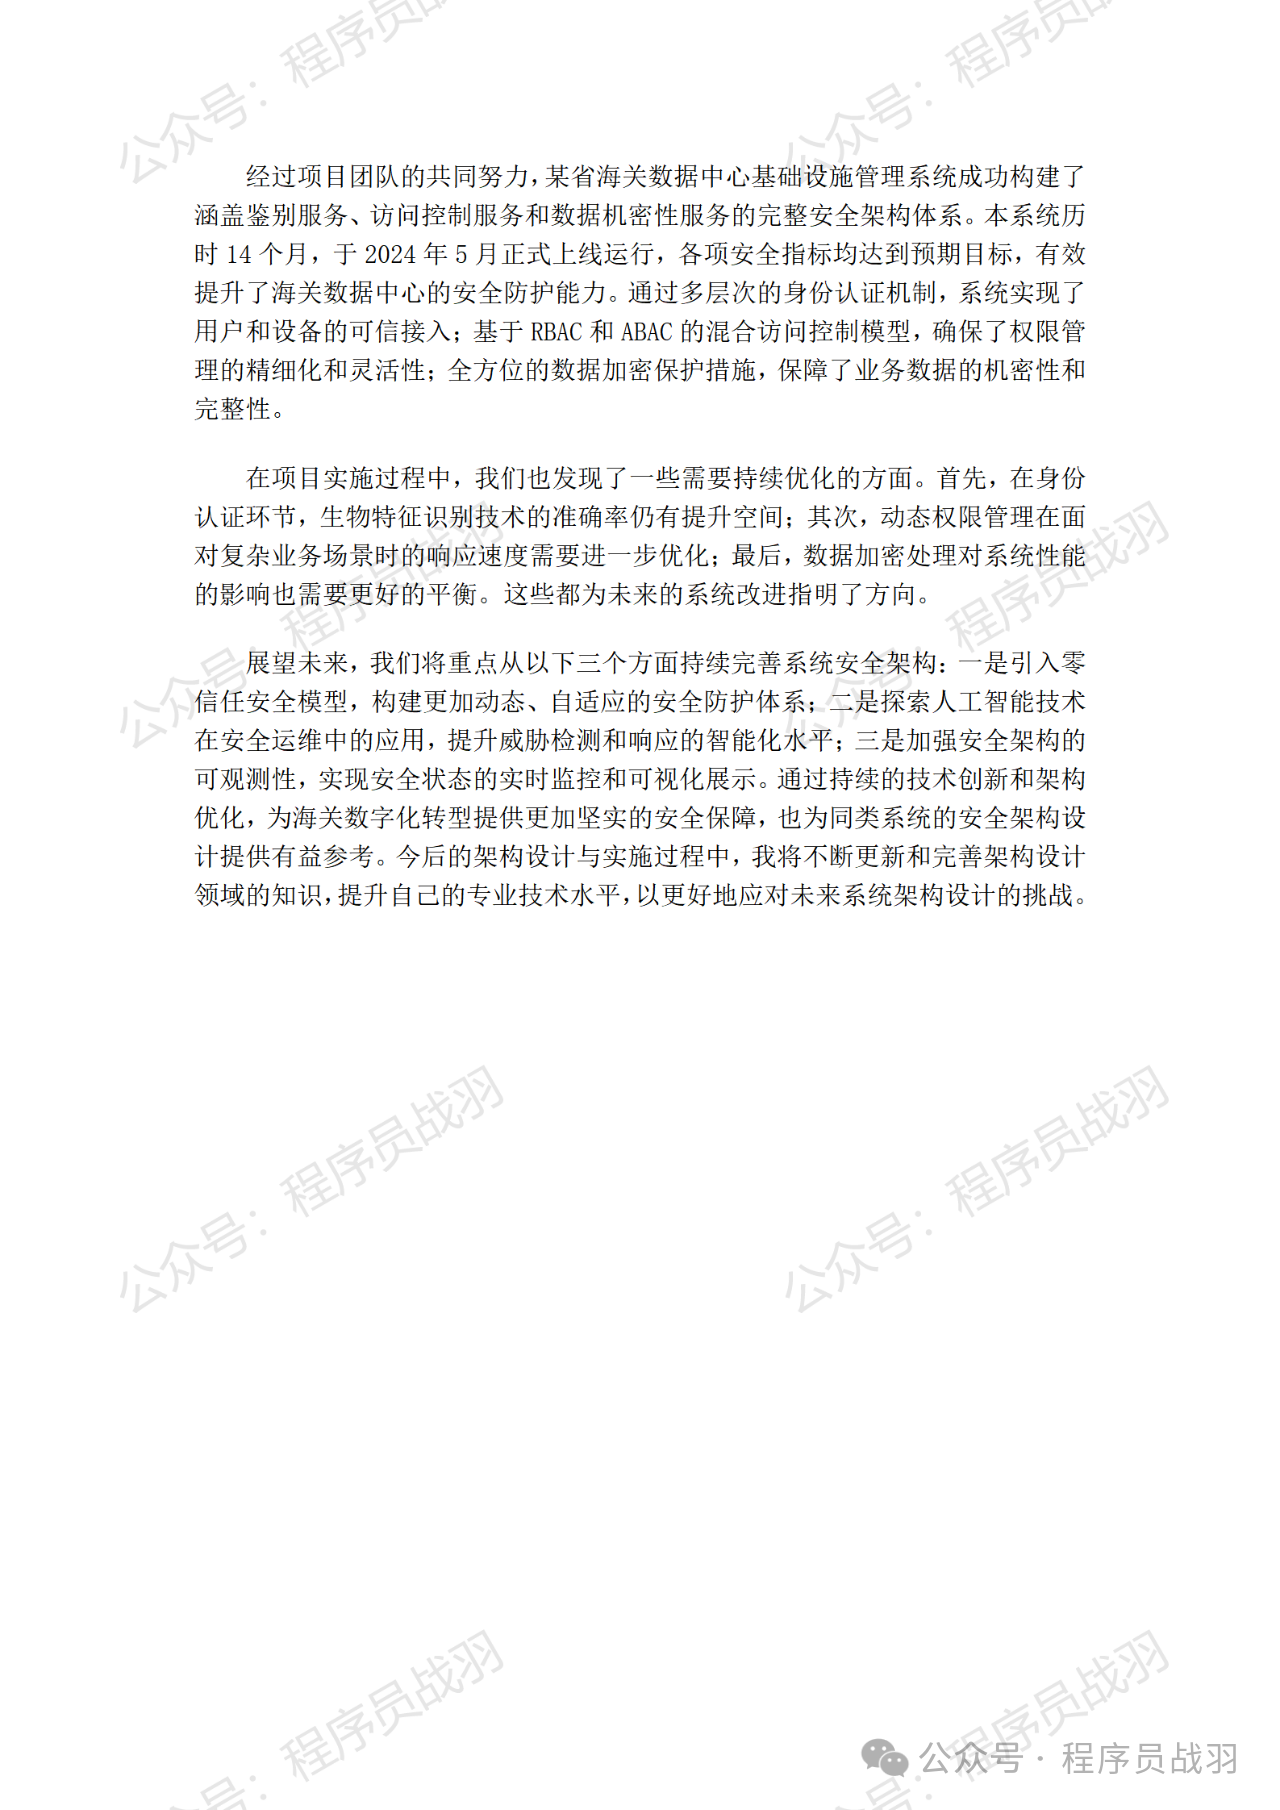 经过项目团队的共同努力，某省海关数据中心基础设施管理系统成功构建了
涵盖鉴别服务、访问控制服务和数据机密性服务的完整安全架构体系。本系统历
时 14 个月，于 2024 年 5 月正式上线运行，各项安全指标均达到预期目标，有效
提升了海关数据中心的安全防护能力。通过多层次的身份认证机制，系统实现了
用户和设备的可信接入；基于 RBAC 和 ABAC 的混合访问控制模型，确保了权限管
理的精细化和灵活性；全方位的数据加密保护措施，保障了业务数据的机密性和
完整性。
在项目实施过程中，我们也发现了一些需要持续优化的方面。首先，在身份
认证环节，生物特征识别技术的准确率仍有提升空间；其次，动态权限管理在面
对复杂业务场景时的响应速度需要进一步优化；最后，数据加密处理对系统性能
的影响也需要更好的平衡。这些都为未来的系统改进指明了方向。
展望未来，我们将重点从以下三个方面持续完善系统安全架构：一是引入零
信任安全模型，构建更加动态、自适应的安全防护体系；二是探索人工智能技术
在安全运维中的应用，提升威胁检测和响应的智能化水平；三是加强安全架构的
可观测性，实现安全状态的实时监控和可视化展示。通过持续的技术创新和架构
优化，为海关数字化转型提供更加坚实的安全保障，也为同类系统的安全架构设
计提供有益参考。今后的架构设计与实施过程中，我将不断更新和完善架构设计
领域的知识，提升自己的专业技术水平，以更好地应对未来系统架构设计的挑战。
公众号：程序员战
公众号：程序员战
公众号：程序员战羽
公众号：程序员战羽
公众号：程序员战羽
公众号：程序员战羽
公众号：程序员战羽
公众号：程序员战羽
公众号 · 程序员战羽